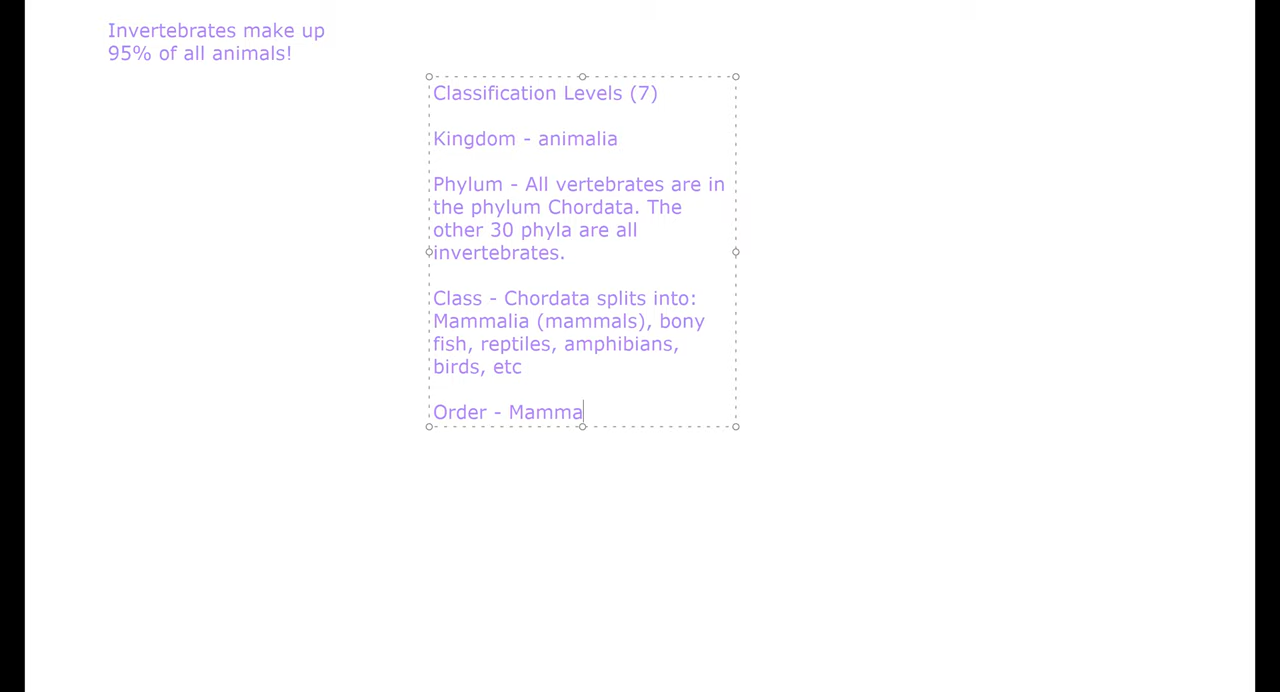 Invertebrates make up
95% of all animals!
Classification Levels (7)
Kingdom - animalia
Phylum - All vertebrates are in
the phylum Chordata. The
other 30 phyla are all
invertebrates.
Class - Chordata splits into:
Mammalia (mammals), bony
fish, reptiles, amphibians,
birds, etc
Order - Mamma